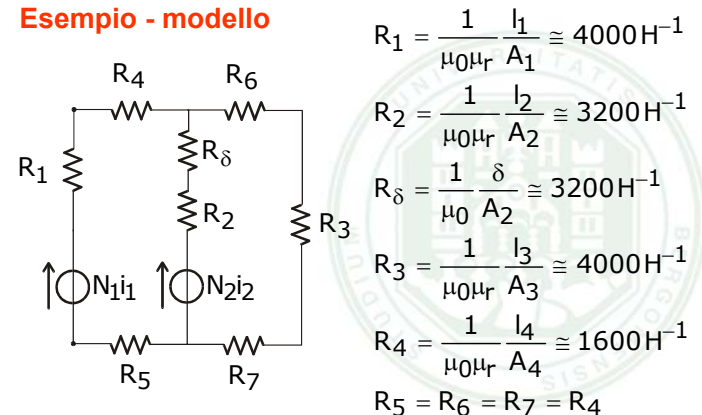 Esempio - modello
R₄ R₆
R₁ Rδ
R₂ R₃
N₁i₁ N₂i₂
R₅ R₇
R₁ = 1/(μ₀μᵣ) l₁/A₁ ≅ 4000 H⁻¹
R₂ = 1/(μ₀μᵣ) l₂/A₂ ≅ 3200 H⁻¹
Rδ = 1/μ₀ δ/A₂ ≅ 3200 H⁻¹
R₃ = 1/(μ₀μᵣ) l₃/A₃ ≅ 4000 H⁻¹
R₄ = 1/(μ₀μᵣ) l₄/A₄ ≅ 1600 H⁻¹
R₅ = R₆ = R₇ = R₄